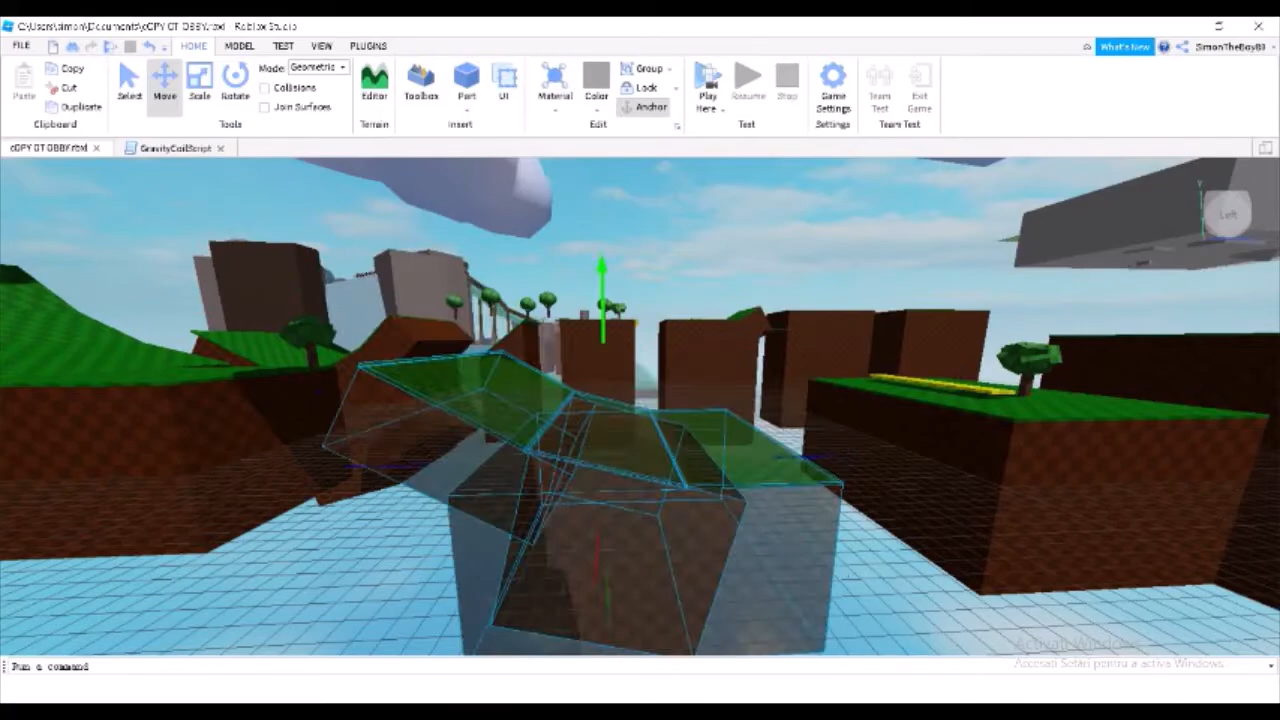 C:\Users\simon\Documents\cOPY OT OBBY.rbxl - Roblox Studio
FILE HOME MODEL TEST VIEW PLUGINS What's New SimonTheBoyB3
Paste Copy Cut Duplicate Clipboard
Select Move Scale Rotate Mode: Geometric Collisions Join Surfaces Tools
Editor Terrain
Toolbox Part UI Insert
Material Color Group Lock Anchor Edit
Play Here Resume Stop Test
Game Settings Settings
Team Test Exit Game Team Test
cOPY OT OBBY.rbxl GravityCoilScript
Y
Left
Activați Windows
Accesați Setări pentru a activa Windows.
Run a command